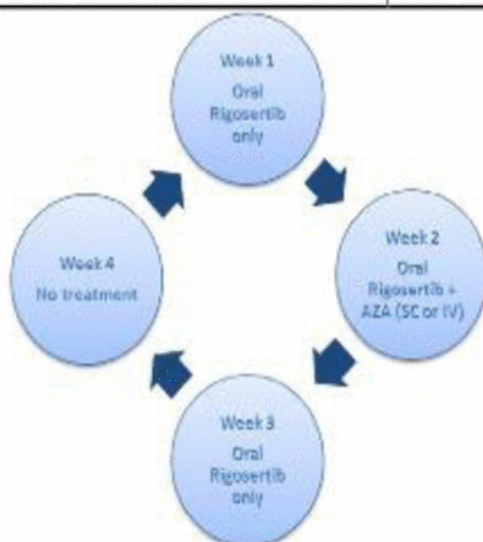 Week 1
Oral
Rigosertib
only
Week 2
Oral
Rigosertib +
AZA (SC or IV)
Week 3
Oral
Rigosertib
only
Week 4
No treatment